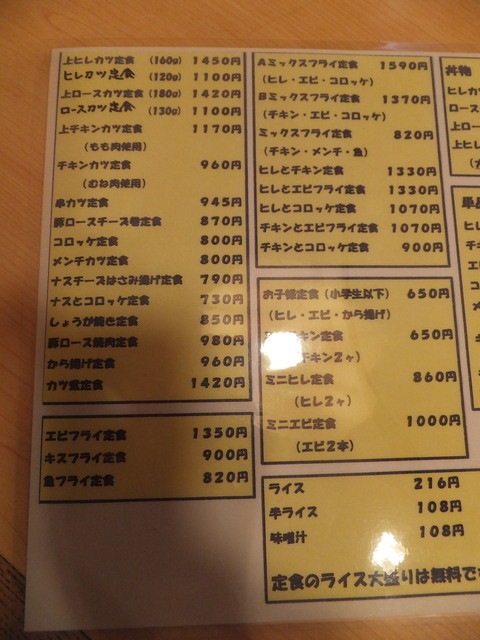 上ヒレカツ定食 (160g) 1450円
ヒレカツ定食 (120g) 1100円
上ロースカツ定食 (180g) 1420円
ロースカツ定食 (130g) 1100円
上チキンカツ定食 1170円
(もも肉使用)
チキンカツ定食 960円
(むね肉使用)
串カツ定食 945円
豚ロースチーズ巻定食 870円
コロッケ定食 800円
メンチカツ定食 800円
ナスチーズはさみ揚げ定食 790円
ナスとコロッケ定食 730円
しょうが焼き定食 850円
豚ロース焼肉定食 980円
から揚げ定食 960円
カツ煮定食 1420円
エビフライ定食 1350円
キスフライ定食 900円
魚フライ定食 820円
Aミックスフライ定食 1590円
(ヒレ・エビ・コロッケ)
Bミックスフライ定食 1370円
(チキン・エビ・コロッケ)
ミックスフライ定食 820円
(チキン・メンチ・魚)
ヒレとチキン定食 1330円
ヒレとエビフライ定食 1330円
ヒレとコロッケ定食 1070円
チキンとエビフライ定食 1070円
チキンとコロッケ定食 900円
お子様定食 (小学生以下) 650円
(ヒレ・エビ・から揚げ)
チキン定食 650円
チキン2ヶ)
ミニヒレ定食 860円
(ヒレ2ヶ)
ミニエビ定食 1000円
(エビ2本)
ライス 216円
半ライス 108円
味噌汁 108円
定食のライス大盛りは無料で
丼物
ヒレカ
ロース
上ロー
上ヒレ
単品